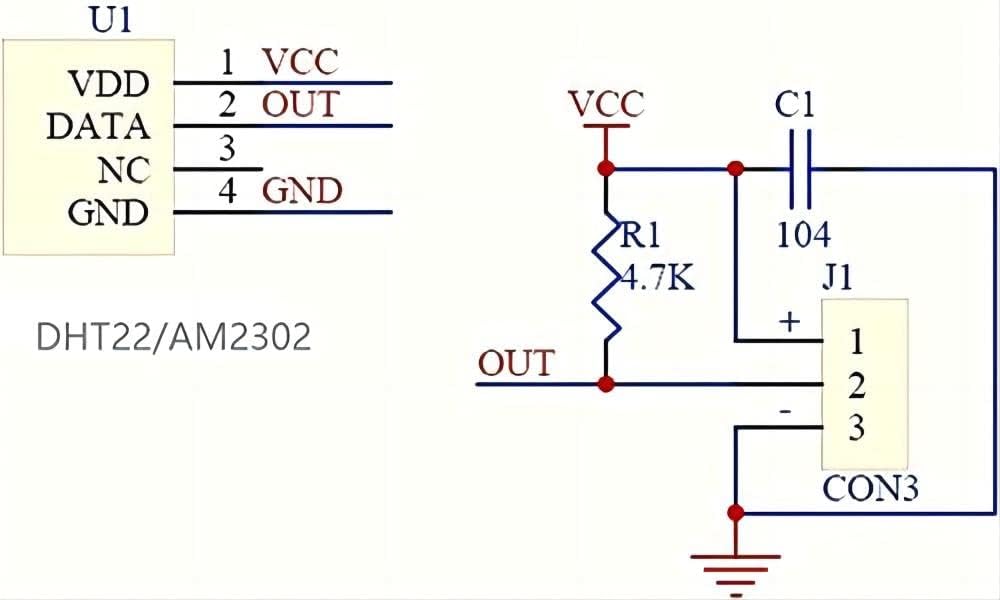 U1
VDD 1 VCC
DATA 2 OUT
NC 3
GND 4 GND
DHT22/AM2302
VCC
C1
104
R1
4.7K
J1
OUT
+ 1
2
- 3
CON3